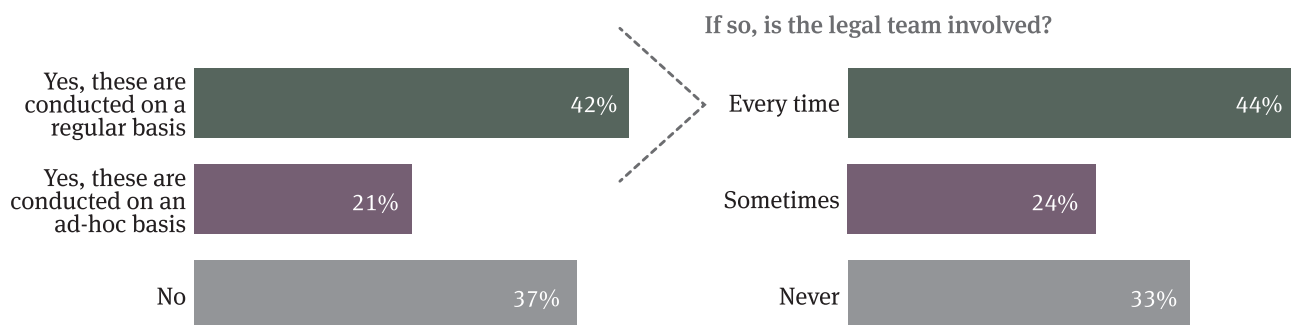 If so, is the legal team involved?
Yes, these are
conducted on a
regular basis
42%
Yes, these are
conducted on an
ad-hoc basis
21%
No
37%
Every time
44%
Sometimes
24%
Never
33%